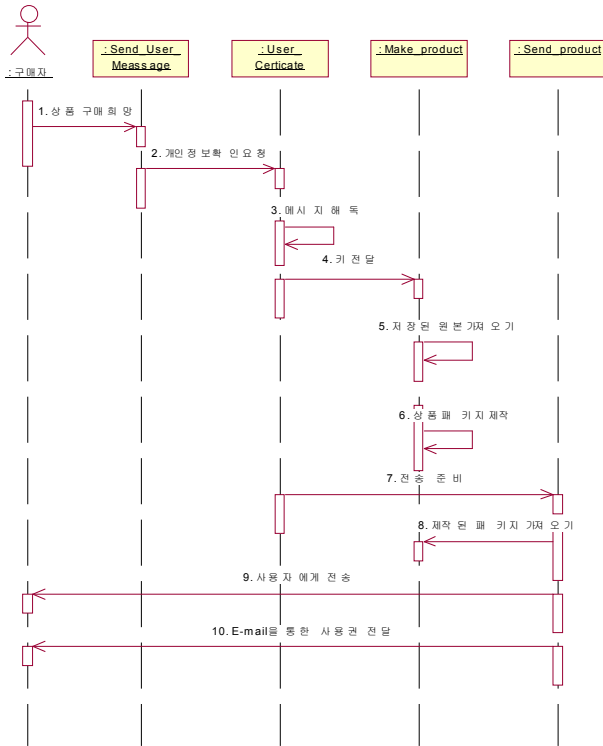 : 구매자
: Send_User_
Meassage
: User_
Certicate
: Make_product
: Send_product
1. 상품 구매희망
2. 개인정보확인요청
3. 메시지해독
4. 키전달
5. 저장된 원본가져오기
6. 상품패키지제작
7. 전송 준비
8. 제작된 패키지가져오기
9. 사용자에게 전송
10. E-mail을 통한 사용권 전달